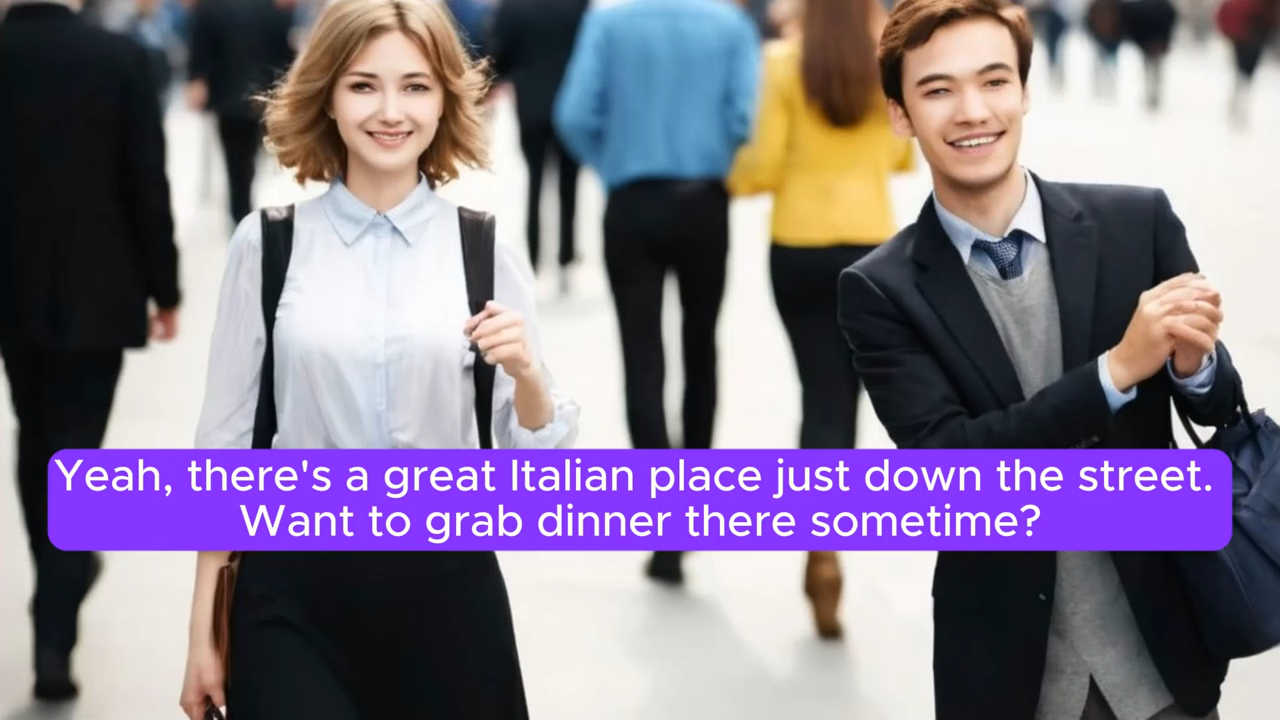 Yeah, there's a great Italian place just down the street.
Want to grab dinner there sometime?